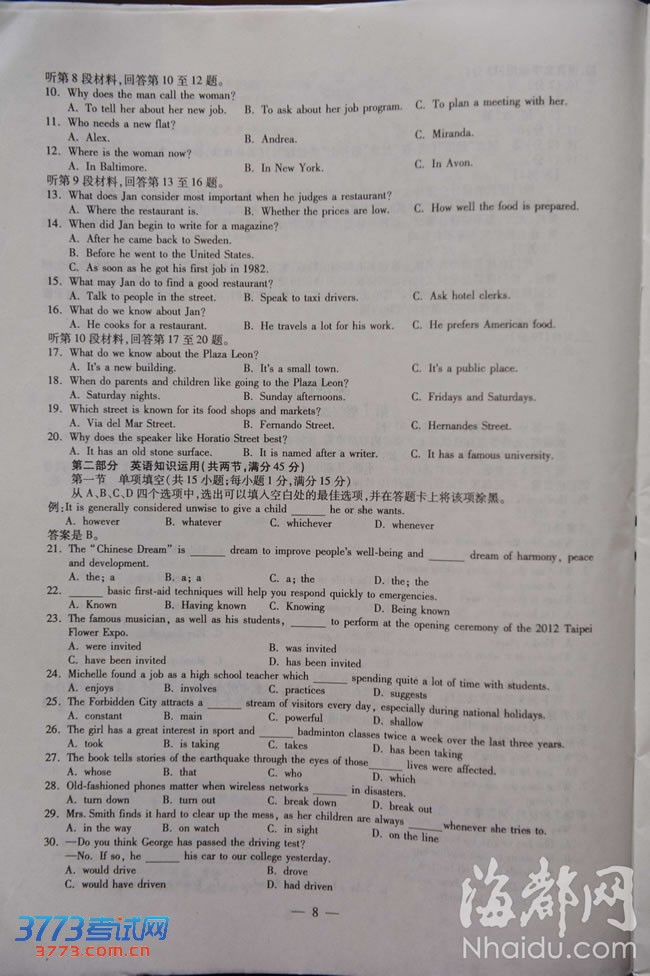 听第8段材料,回答第10至12题。
10. Why does the man call the woman?
A. To tell her about her new job. B. To ask about her job program. C. To plan a meeting with her.
11. Who needs a new flat?
A. Alex. B. Andrea. C. Miranda.
12. Where is the woman now?
A. In Baltimore. B. In New York. C. In Avon.
听第9段材料,回答第13至16题。
13. What does Jan consider most important when he judges a restaurant?
A. Where the restaurant is. B. Whether the prices are low. C. How well the food is prepared.
14. When did Jan begin to write for a magazine?
A. After he came back to Sweden.
B. Before he went to the United States.
C. As soon as he got his first job in 1982.
15. What may Jan do to find a good restaurant?
A. Talk to people in the street. B. Speak to taxi drivers. C. Ask hotel clerks.
16. What do we know about Jan?
A. He cooks for a restaurant. B. He travels a lot for his work. C. He prefers American food.
听第10段材料,回答第17至20题。
17. What do we know about the Plaza Leon?
A. It's a new building. B. It's a small town. C. It's a public place.
18. When do parents and children like going to the Plaza Leon?
A. Saturday nights. B. Sunday afternoons. C. Fridays and Saturdays.
19. Which street is known for its food shops and markets?
A. Via del Mar Street. B. Fernando Street. C. Hernandes Street.
20. Why does the speaker like Horatio Street best?
A. It has an old stone surface. B. It is named after a writer. C. It has a famous university.
第二部分 英语知识运用(共两节,满分45分)
第一节 单项填空(共15小题;每小题1分,满分15分)
从A、B、C、D四个选项中,选出可以填入空白处的最佳选项,并在答题卡上将该项涂黑。
例:It is generally considered unwise to give a child ______ he or she wants.
A. however B. whatever C. whichever D. whenever
答案是B。
21. The "Chinese Dream" is ______ dream to improve people's well-being and ______ dream of harmony, peace
and development.
A. the; a B. a; a C. a; the D. the; the
22. ______ basic first-aid techniques will help you respond quickly to emergencies.
A. Known B. Having known C. Knowing D. Being known
23. The famous musician, as well as his students, ______ to perform at the opening ceremony of the 2012 Taipei
Flower Expo.
A. were invited B. was invited
C. have been invited D. has been invited
24. Michelle found a job as a high school teacher which ______ spending quite a lot of time with students.
A. enjoys B. involves C. practices D. suggests
25. The Forbidden City attracts a ______ stream of visitors every day, especially during national holidays.
A. constant B. main C. powerful D. shallow
26. The girl has a great interest in sport and ______ badminton classes twice a week over the last three years.
A. took B. is taking C. takes D. has been taking
27. The book tells stories of the earthquake through the eyes of those ______ lives were affected.
A. whose B. that C. who D. which
28. Old-fashioned phones matter when wireless networks ______ in disasters.
A. turn down B. turn out C. break down D. break out
29. Mrs. Smith finds it hard to clear up the mess, as her children are always ______ whenever she tries to.
A. in the way B. on watch C. in sight D. on the line
30. —Do you think George has passed the driving test?
—No. If so, he ______ his car to our college yesterday.
A. would drive B. drove
C. would have driven D. had driven
— 8 —
3773考试网
3773.com.cn
海都网
Nhaidu.com